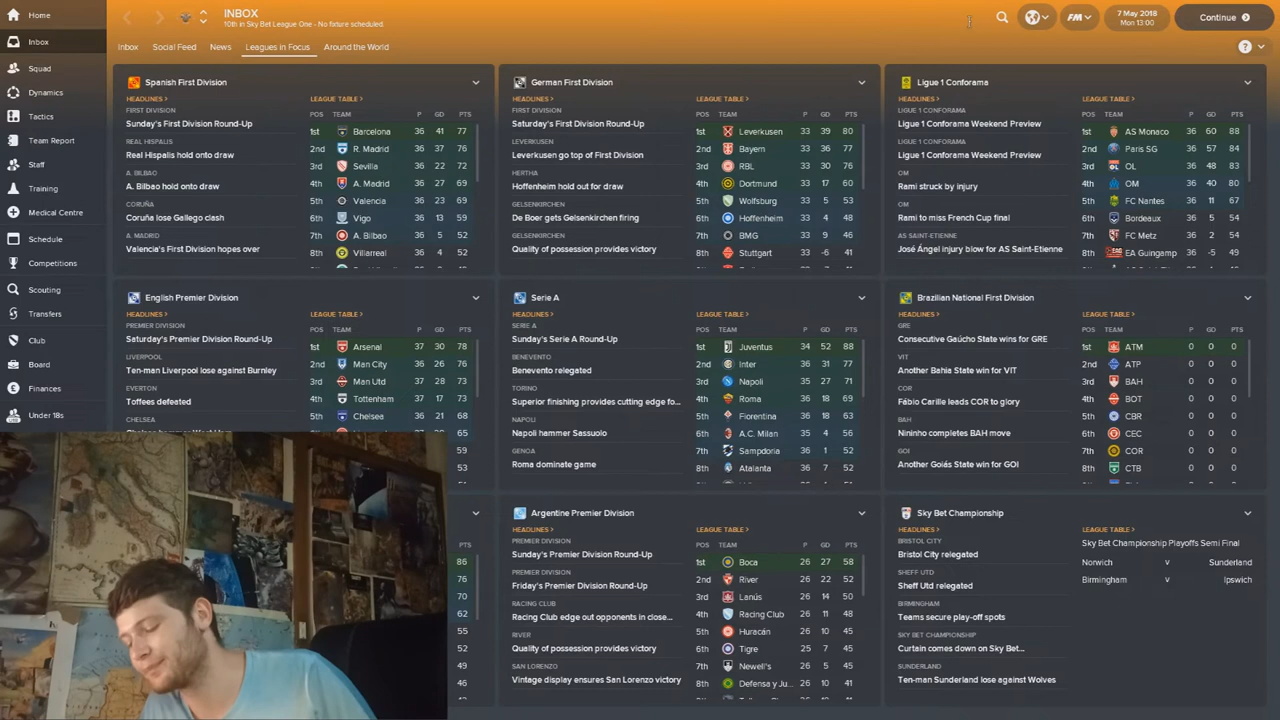 Home
Inbox
Squad
Dynamics
Tactics
Team Report
Staff
Training
Medical Centre
Schedule
Competitions
Scouting
Transfers
Club
Board
Finances
Under 18s
INBOX
10th in Sky Bet League One - No fixture scheduled.
FM
7 May 2018
Mon 13:00
Continue
Inbox Social Feed News Leagues in Focus Around the World
?
Spanish First Division
HEADLINES >
FIRST DIVISION
Sunday's First Division Round-Up
REAL HISPALIS
Real Hispalis hold onto draw
A. BILBAO
A. Bilbao hold onto draw
CORUÑA
Coruña lose Gallego clash
A. MADRID
Valencia's First Division hopes over
LEAGUE TABLE >
POS TEAM P GD PTS
1st Barcelona 36 41 77
2nd R. Madrid 36 37 76
3rd Sevilla 36 22 72
4th A. Madrid 36 27 69
5th Valencia 36 23 69
6th Vigo 36 13 59
7th A. Bilbao 36 5 52
8th Villarreal 36 4 52
German First Division
HEADLINES >
FIRST DIVISION
Saturday's First Division Round-Up
LEVERKUSEN
Leverkusen go top of First Division
HERTHA
Hoffenheim hold out for draw
GELSENKIRCHEN
De Boer gets Gelsenkirchen firing
GELSENKIRCHEN
Quality of possession provides victory
LEAGUE TABLE >
POS TEAM P GD PTS
1st Leverkusen 33 39 80
2nd Bayern 33 36 77
3rd RBL 33 30 76
4th Dortmund 33 17 60
5th Wolfsburg 33 5 53
6th Hoffenheim 33 4 48
7th BMG 33 9 46
8th Stuttgart 33 -6 41
Ligue 1 Conforama
HEADLINES >
LIGUE 1 CONFORAMA
Ligue 1 Conforama Weekend Preview
LIGUE 1 CONFORAMA
Ligue 1 Conforama Weekend Preview
OM
Rami struck by injury
OM
Rami to miss French Cup final
AS SAINT-ETIENNE
José Ángel injury blow for AS Saint-Etienne
LEAGUE TABLE >
POS TEAM P GD PTS
1st AS Monaco 36 60 88
2nd Paris SG 36 57 84
3rd OL 36 48 83
4th OM 36 40 80
5th FC Nantes 36 11 67
6th Bordeaux 36 5 54
7th FC Metz 36 2 54
8th EA Guingamp 36 -5 49
English Premier Division
HEADLINES >
PREMIER DIVISION
Saturday's Premier Division Round-Up
LIVERPOOL
Ten-man Liverpool lose against Burnley
EVERTON
Toffees defeated
CHELSEA
LEAGUE TABLE >
POS TEAM P GD PTS
1st Arsenal 37 30 78
2nd Man City 36 26 76
3rd Man Utd 37 28 73
4th Tottenham 37 17 73
5th Chelsea 36 21 68
65
59
53
Serie A
HEADLINES >
SERIE A
Sunday's Serie A Round-Up
BENEVENTO
Benevento relegated
TORINO
Superior finishing provides cutting edge fo...
NAPOLI
Napoli hammer Sassuolo
GENOA
Roma dominate game
LEAGUE TABLE >
POS TEAM P GD PTS
1st Juventus 34 52 88
2nd Inter 36 31 77
3rd Napoli 35 27 71
4th Roma 36 18 69
5th Fiorentina 36 18 63
6th A.C. Milan 35 4 56
7th Sampdoria 36 1 52
8th Atalanta 36 7 52
Brazilian National First Division
HEADLINES >
GRE
Consecutive Gaúcho State wins for GRE
VIT
Another Bahia State win for VIT
COR
Fábio Carille leads COR to glory
BAH
Nininho completes BAH move
GOI
Another Goiás State win for GOI
LEAGUE TABLE >
POS TEAM P GD PTS
1st ATM 0 0 0
2nd ATP 0 0 0
3rd BAH 0 0 0
4th BOT 0 0 0
5th CBR 0 0 0
6th CEC 0 0 0
7th COR 0 0 0
8th CTB 0 0 0
86
76
70
62
55
52
49
46
Argentine Premier Division
HEADLINES >
PREMIER DIVISION
Sunday's Premier Division Round-Up
PREMIER DIVISION
Friday's Premier Division Round-Up
RACING CLUB
Racing Club edge out opponents in close...
RIVER
Quality of possession provides victory
SAN LORENZO
Vintage display ensures San Lorenzo victory
LEAGUE TABLE >
POS TEAM P GD PTS
1st Boca 26 27 58
2nd River 26 22 52
3rd Lanús 26 14 50
4th Racing Club 26 11 48
5th Huracán 26 10 45
6th Tigre 25 7 45
7th Newell's 26 5 45
8th Defensa y Ju... 26 10 41
Sky Bet Championship
HEADLINES >
BRISTOL CITY
Bristol City relegated
SHEFF UTD
Sheff Utd relegated
BIRMINGHAM
Teams secure play-off spots
SKY BET CHAMPIONSHIP
Curtain comes down on Sky Bet...
SUNDERLAND
Ten-man Sunderland lose against Wolves
LEAGUE TABLE >
Sky Bet Championship Playoffs Semi Final
Norwich v Sunderland
Birmingham v Ipswich